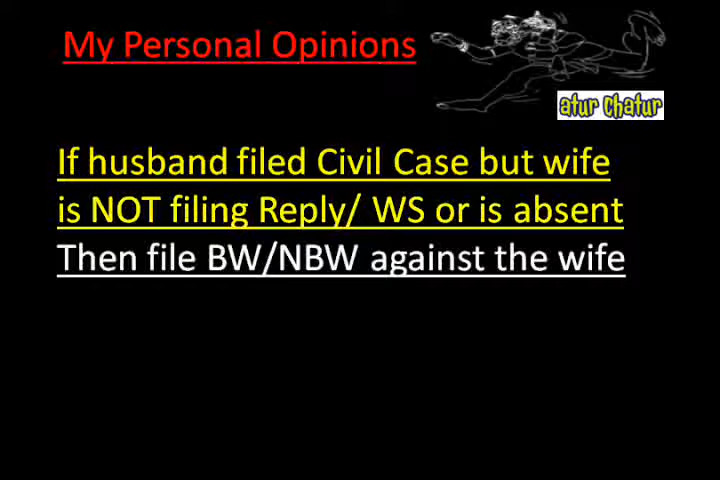 My Personal Opinions
atur chatur
If husband filed Civil Case but wife
is NOT filing Reply/ WS or is absent
Then file BW/NBW against the wife